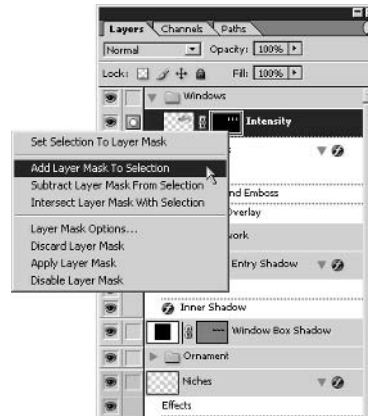 Layers Channels Paths
Normal Opacity: 100%
Lock: Fill: 100%
Windows
Intensity
Set Selection To Layer Mask
Add Layer Mask To Selection
Subtract Layer Mask From Selection
Intersect Layer Mask With Selection
Layer Mask Options...
Discard Layer Mask
Apply Layer Mask
Disable Layer Mask
nd Emboss
Overlay
work
Entry Shadow
Inner Shadow
Window Box Shadow
Ornament
Niches
Effects